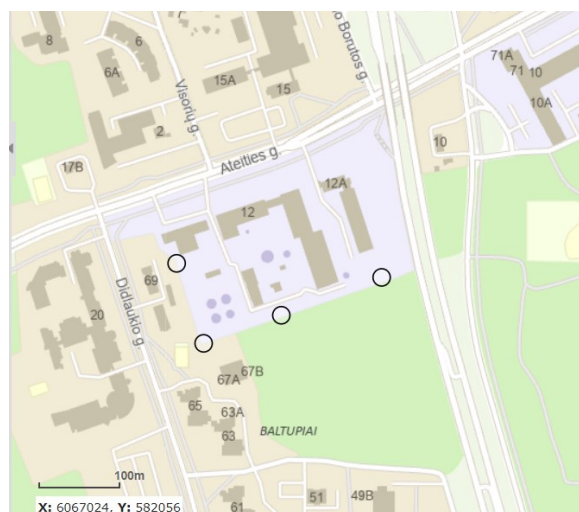 o Borutos g.
8
6
6A
Visorių g.
15A
15
2
71A
71
10
10A
10
17B
Ateities g.
12A
12
69
20
Didlaukio g.
67B
67A
65
63A
63
BALTUPIAI
100m
51
49B
61
X: 6067024, Y: 582056